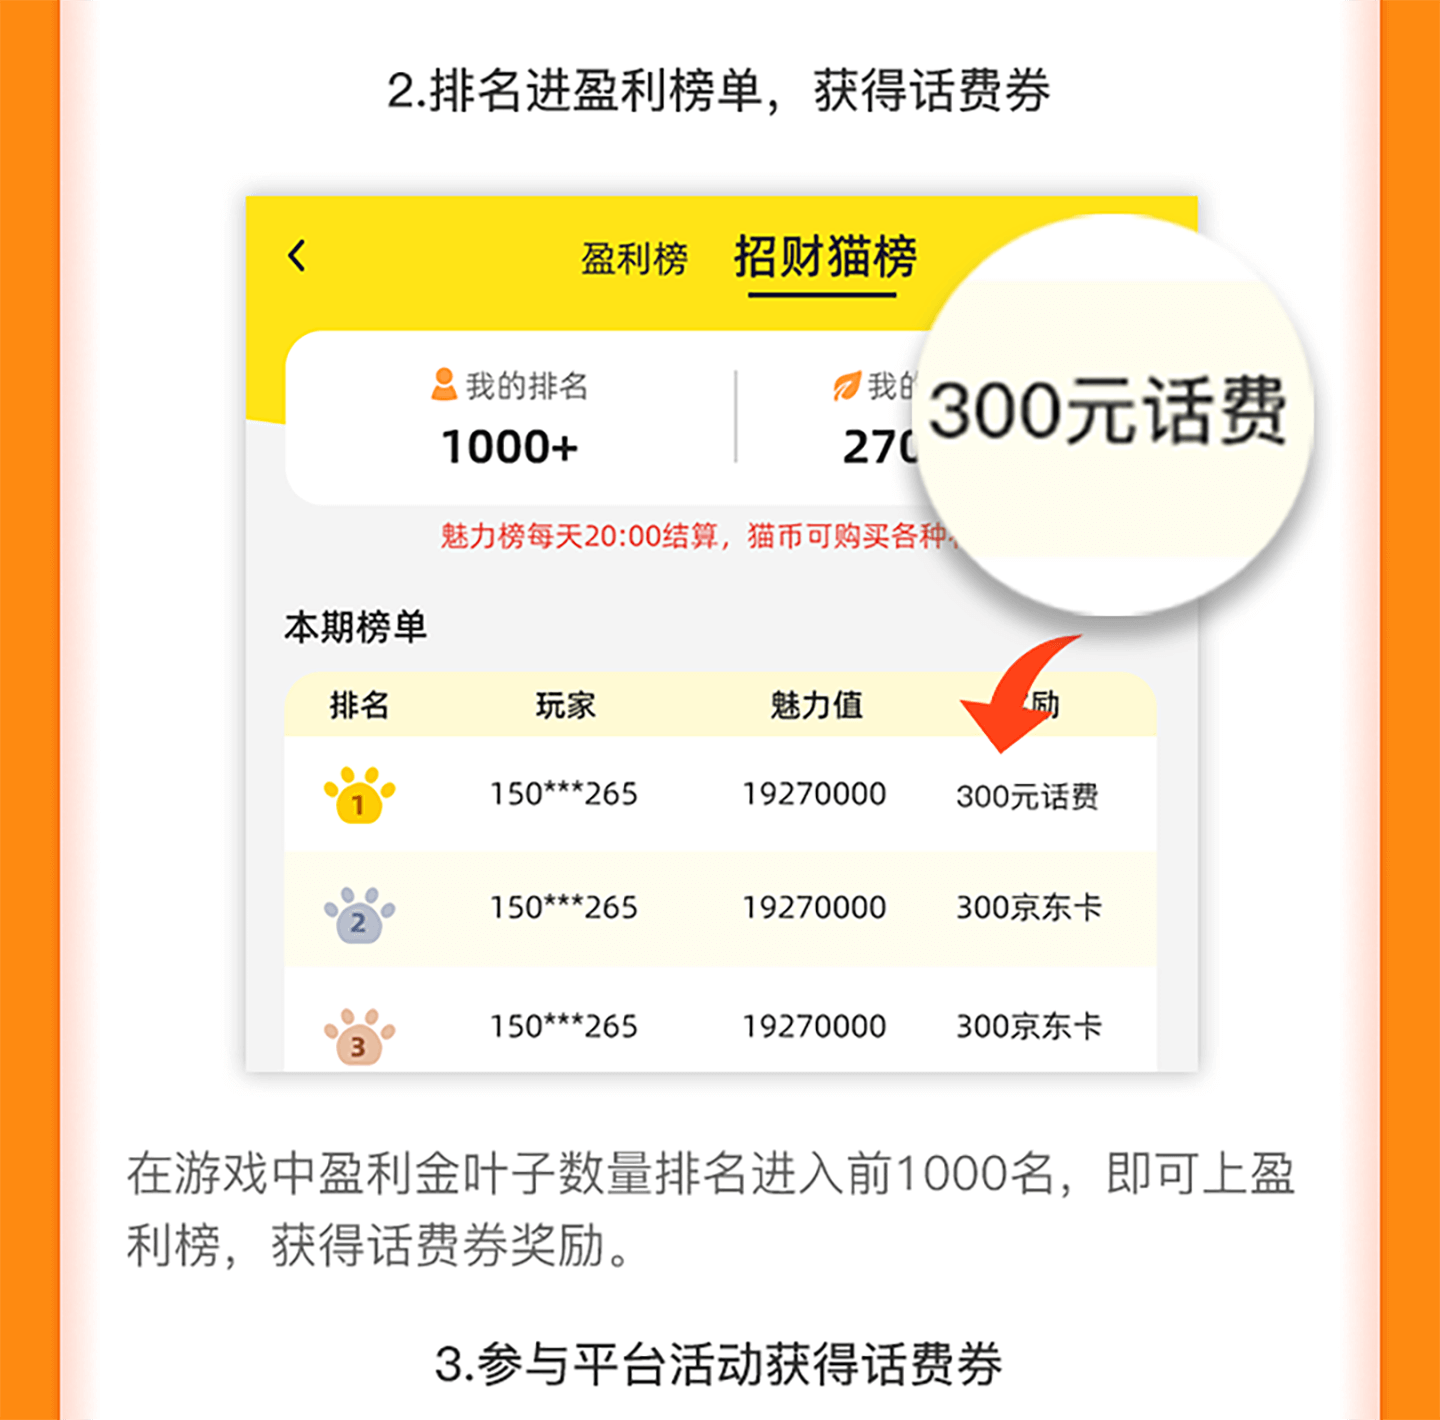 2.排名进盈利榜单，获得话费券
盈利榜 招财猫榜
300元话费
我的排名 我的
1000+ 270
魅力榜每天20:00结算，猫币可购买各种
本期榜单
排名 玩家 魅力值 励
1 150***265 19270000 300元话费
2 150***265 19270000 300京东卡
3 150***265 19270000 300京东卡
在游戏中盈利金叶子数量排名进入前1000名，即可上盈
利榜，获得话费券奖励。
3.参与平台活动获得话费券